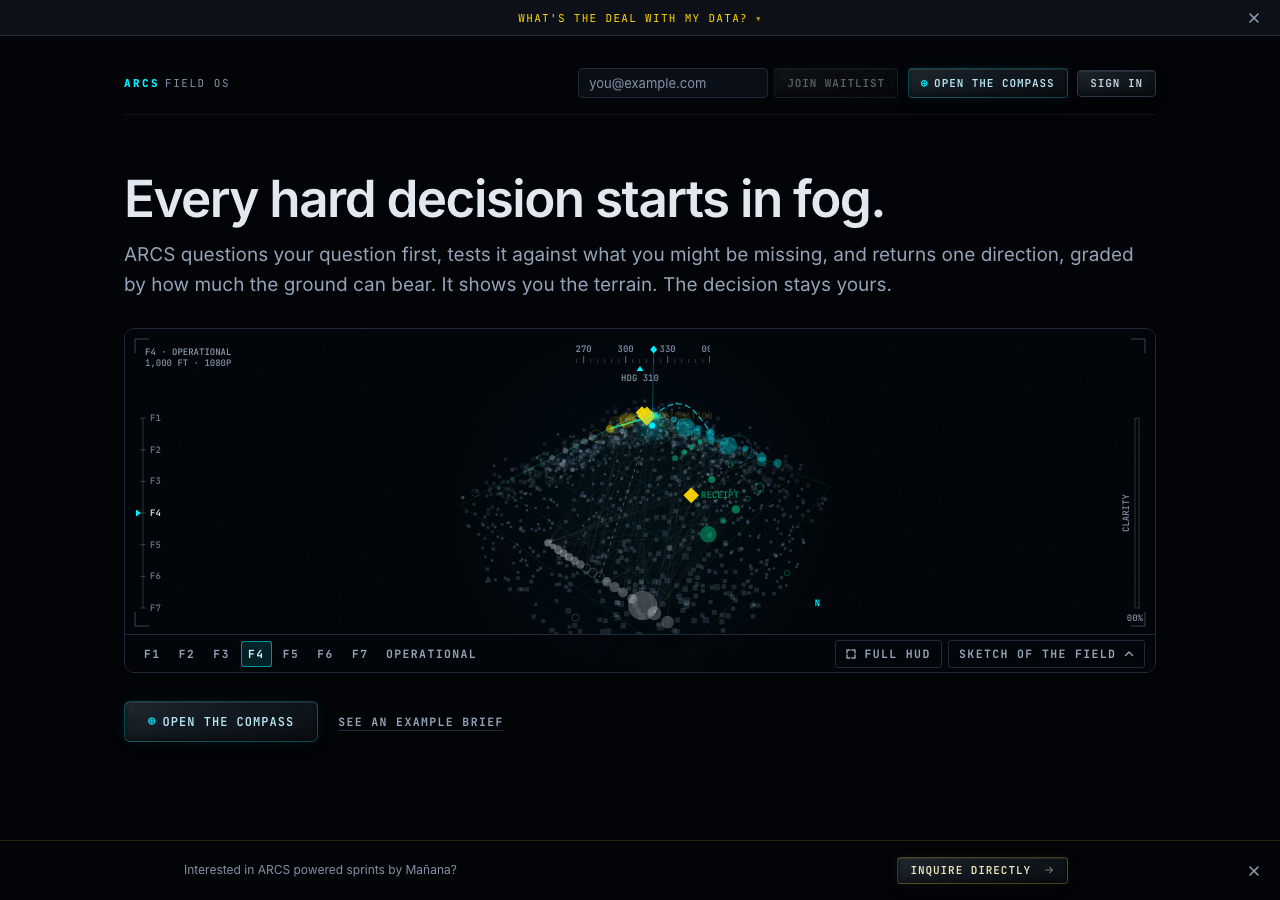 WHAT'S THE DEAL WITH MY DATA? ▾
ARCS FIELD OS
you@example.com
JOIN WAITLIST
OPEN THE COMPASS
SIGN IN
Every hard decision starts in fog.
ARCS questions your question first, tests it against what you might be missing, and returns one direction, graded
by how much the ground can bear. It shows you the terrain. The decision stays yours.
F4 · OPERATIONAL
1,000 FT · 1080P
270 300 330 00
HDG 310
F1
F2
F3
F4
F5
F6
F7
RECEIPT
CLARITY
N
00%
F1 F2 F3 F4 F5 F6 F7 OPERATIONAL
FULL HUD
SKETCH OF THE FIELD
OPEN THE COMPASS
SEE AN EXAMPLE BRIEF
Interested in ARCS powered sprints by Mañana?
INQUIRE DIRECTLY →